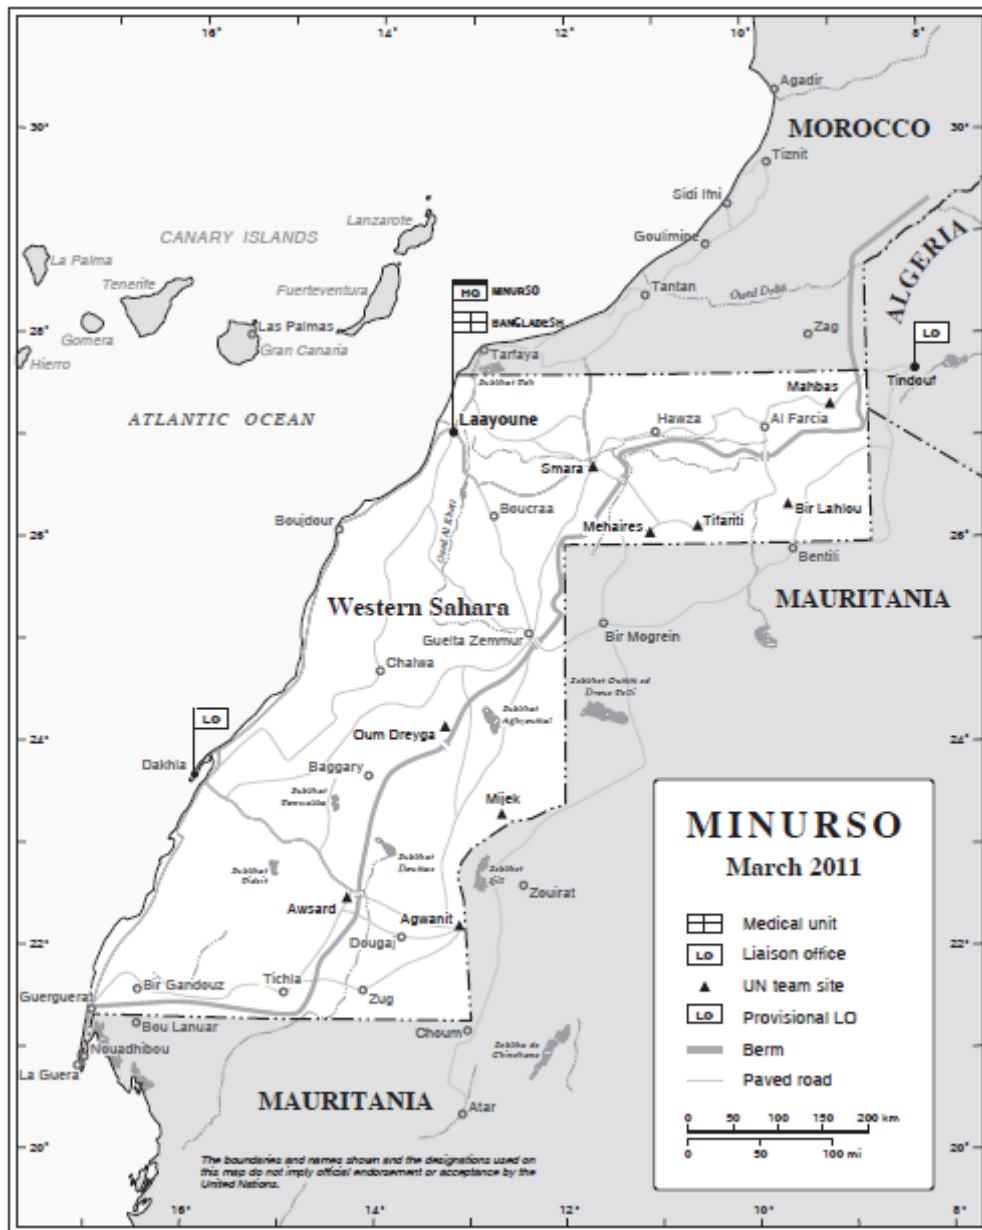 16°
14°
12°
10°
8°
Agadir
30°
MOROCCO
30°
Tiznit
Sidi Ifni
Lanzarote
CANARY ISLANDS
Goulimine
ALGERIA
La Palma
Tenerife
Fuerteventura
HQ MINURSO
Tantan
BANGLADESH
Las Palmas
Zag
LO
28°
Gomera
Gran Canaria
Hierro
Tarfaya
Tindouf
Mahbas
ATLANTIC OCEAN
Laayoune
Hawza
Al Farcia
Smara
Boucraa
Bir Lahlou
Boujdour
Mehaires
Tifariti
26°
26°
Bentili
Western Sahara
MAURITANIA
Guelta Zemmur
Bir Mogrein
Chalwa
LO
Oum Dreyga
24°
24°
Dakhla
Baggary
Mijek
MINURSO
March 2011
Zouirat
Awsard
Agwanit
Medical unit
22°
Dougaj
22°
LO Liaison office
Bir Gandouz
Tichla
Zug
UN team site
Guerguerat
LO Provisional LO
Bou Lanuar
Choum
Nouadhibou
Berm
La Guera
Paved road
MAURITANIA
Atar
0 50 100 150 200 km
0 50 100 mi
20°
20°
The boundaries and names shown and the designations used on
this map do not imply official endorsement or acceptance by the
United Nations.
16°
14°
12°
10°
8°